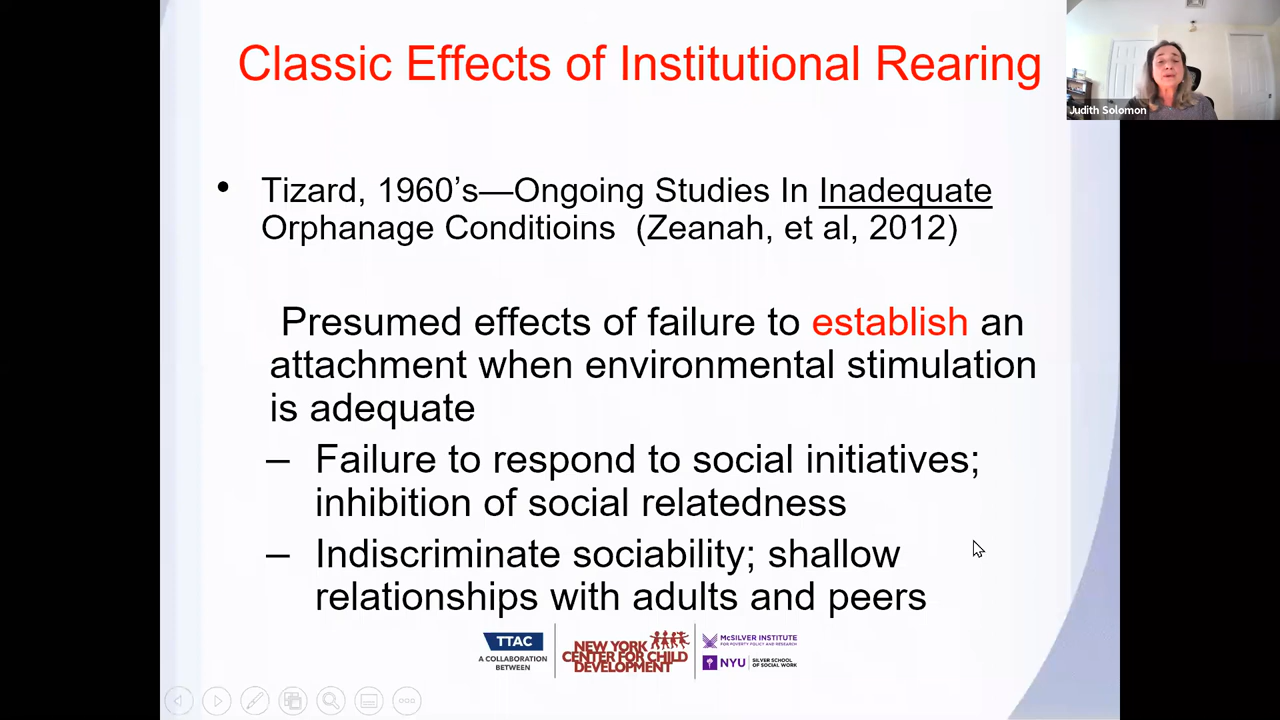 Classic Effects of Institutional Rearing
Judith Solomon
• Tizard, 1960’s—Ongoing Studies In Inadequate
Orphanage Conditioins (Zeanah, et al, 2012)
Presumed effects of failure to establish an
attachment when environmental stimulation
is adequate
– Failure to respond to social initiatives;
inhibition of social relatedness
– Indiscriminate sociability; shallow
relationships with adults and peers
TTAC
A COLLABORATION
BETWEEN
NEW YORK
CENTER FOR CHILD
DEVELOPMENT
McSILVER INSTITUTE
FOR POVERTY POLICY AND RESEARCH
NYU SILVER SCHOOL
OF SOCIAL WORK